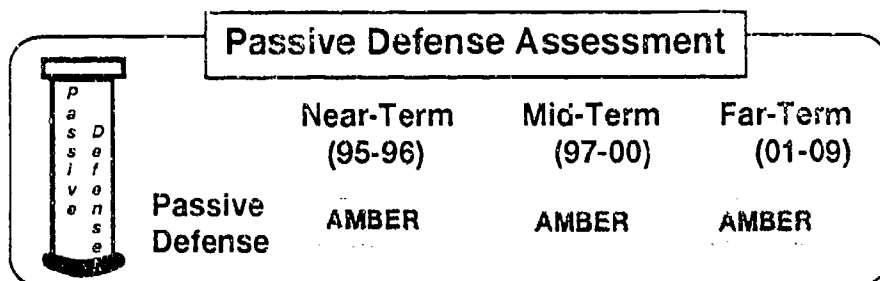 Passive Defense Assessment
Passive
Defense
Near-Term Mid-Term Far-Term
(95-96) (97-00) (01-09)
Passive AMBER AMBER AMBER
Defense